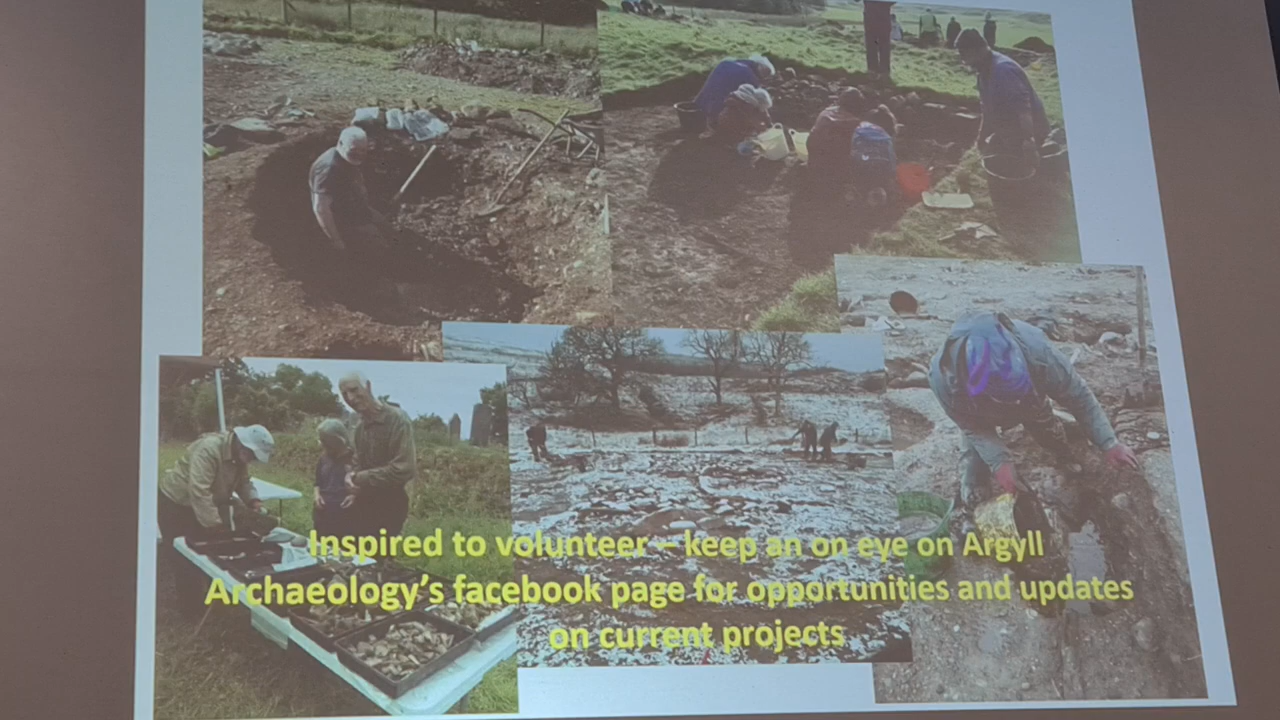 Inspired to volunteer – keep an on eye on Argyll
Archaeology's facebook page for opportunities and updates
on current projects